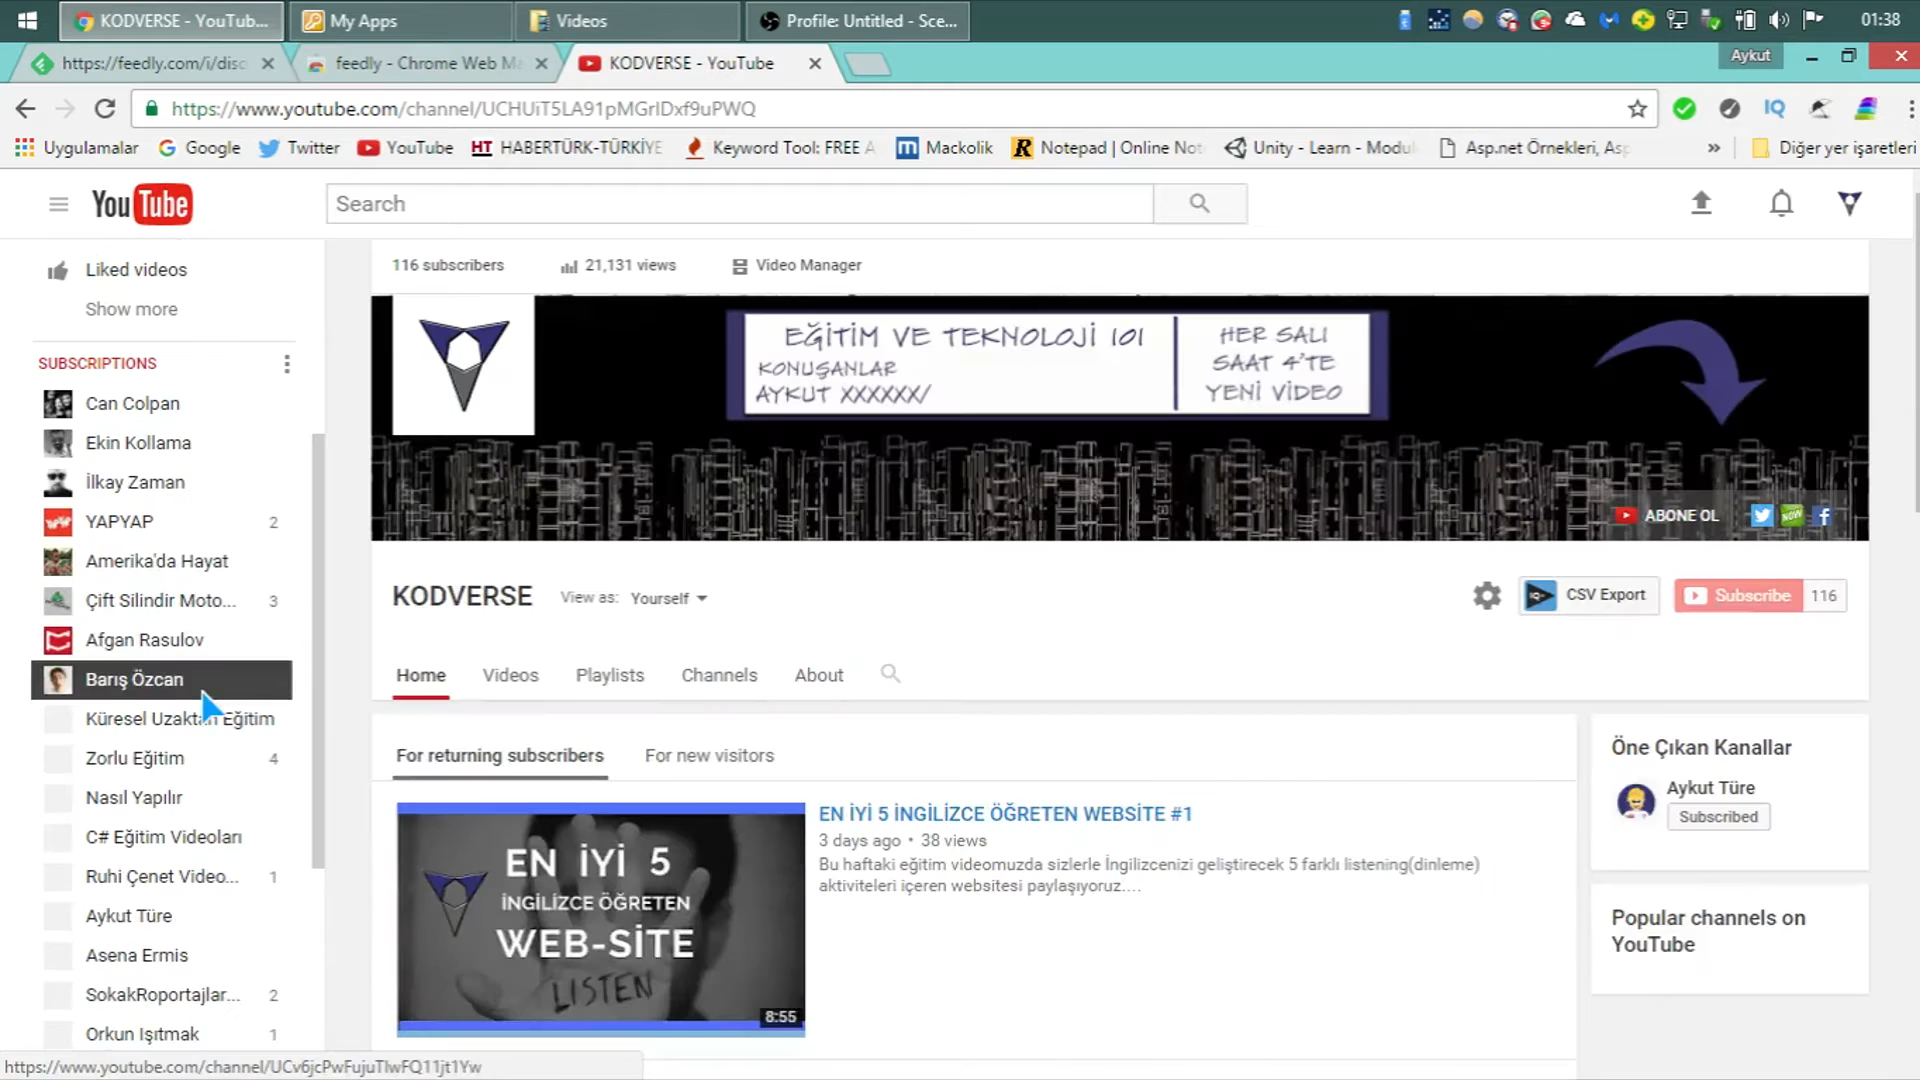 KODVERSE - YouTub...
My Apps
Videos
Profile: Untitled - Sce...
01:38
https://feedly.com/i/disc
feedly - Chrome Web Ma
KODVERSE - YouTube
Aykut
https://www.youtube.com/channel/UCHUiT5LA91pMGrIDxf9uPWQ
IQ
Uygulamalar
Google
Twitter
YouTube
HABERTÜRK-TÜRKİYE
Keyword Tool: FREE A
Mackolik
Notepad | Online Not
Unity - Learn - Modu
Asp.net Örnekleri, Asp
»
Diğer yer işaretleri
YouTube
Search
Liked videos
Show more
SUBSCRIPTIONS
Can Colpan
Ekin Kollama
İlkay Zaman
YAPYAP 2
Amerika'da Hayat
Çift Silindir Moto... 3
Afgan Rasulov
Barış Özcan
Küresel Uzaktan Eğitim
Zorlu Eğitim 4
Nasıl Yapılır
C# Eğitim Videoları
Ruhi Çenet Video... 1
Aykut Türe
Asena Ermis
SokakRoportajlar... 2
Orkun Işıtmak 1
116 subscribers
21,131 views
Video Manager
EĞİTİM VE TEKNOLOJİ 101
KONUŞANLAR
AYKUT XXXXXX/
HER SALI
SAAT 4'TE
YENİ VİDEO
ABONE OL
NOW
KODVERSE
View as: Yourself
CSV Export
Subscribe 116
Home
Videos
Playlists
Channels
About
For returning subscribers
For new visitors
EN İYİ 5
İNGİLİZCE ÖĞRETEN
WEB-SİTE
LISTEN
8:55
EN İYİ 5 İNGİLİZCE ÖĞRETEN WEBSİTE #1
3 days ago • 38 views
Bu haftaki eğitim videomuzda sizlerle İngilizcenizi geliştirecek 5 farklı listening(dinleme)
aktiviteleri içeren websitesi paylaşıyoruz....
Öne Çıkan Kanallar
Aykut Türe
Subscribed
Popular channels on
YouTube
https://www.youtube.com/channel/UCv6jcPwFujuTIwFQ11jt1Yw